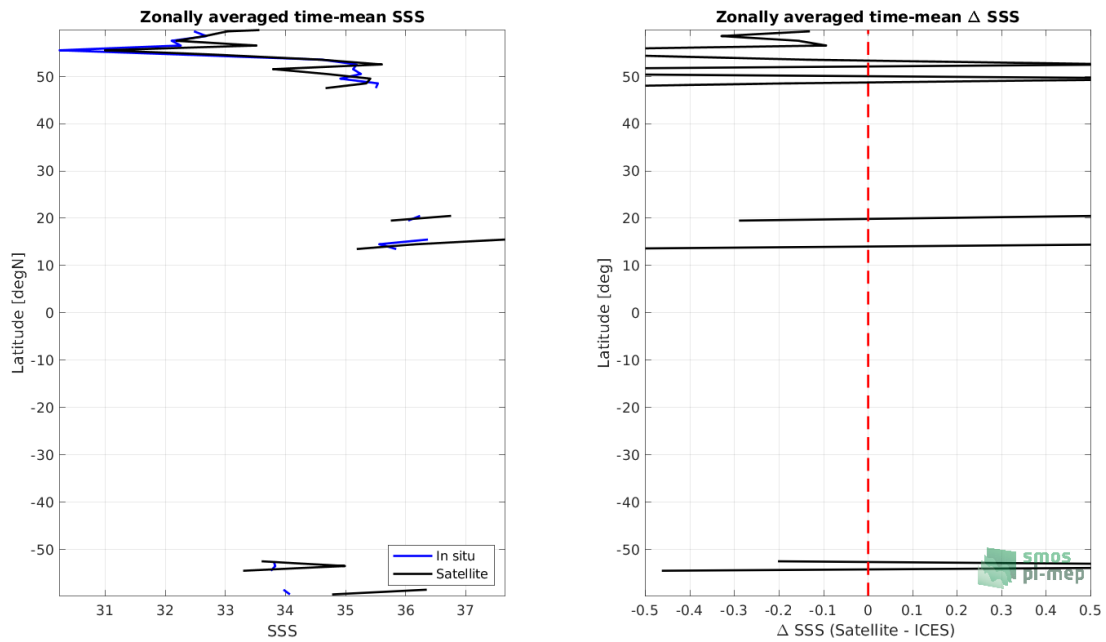 Zonally averaged time-mean SSS
50
40
30
20
10
0
-10
-20
-30
-40
-50
Latitude [degN]
31 32 33 34 35 36 37
SSS
In situ
Satellite
Zonally averaged time-mean Δ SSS
50
40
30
20
10
0
-10
-20
-30
-40
-50
Latitude [deg]
-0.5 -0.4 -0.3 -0.2 -0.1 0 0.1 0.2 0.3 0.4 0.5
Δ SSS (Satellite - ICES)
smos
pi-mep